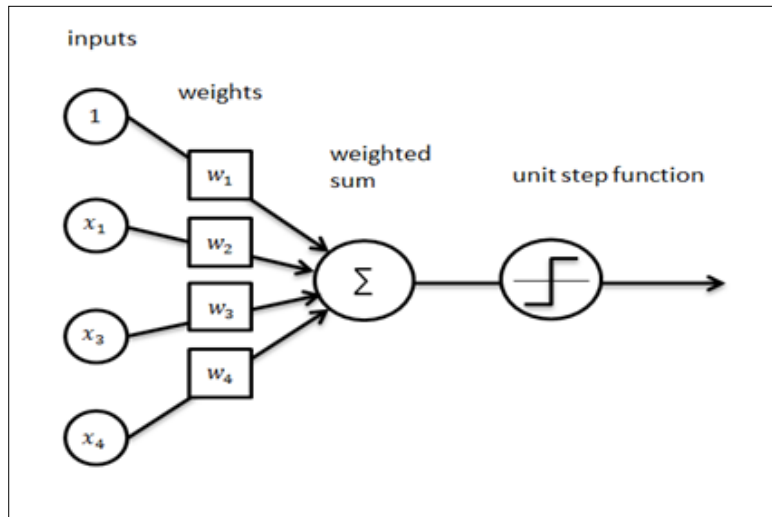 inputs
weights
weighted
sum
unit step function
1
x₁
x₃
x₄
w₁
w₂
w₃
w₄
∑